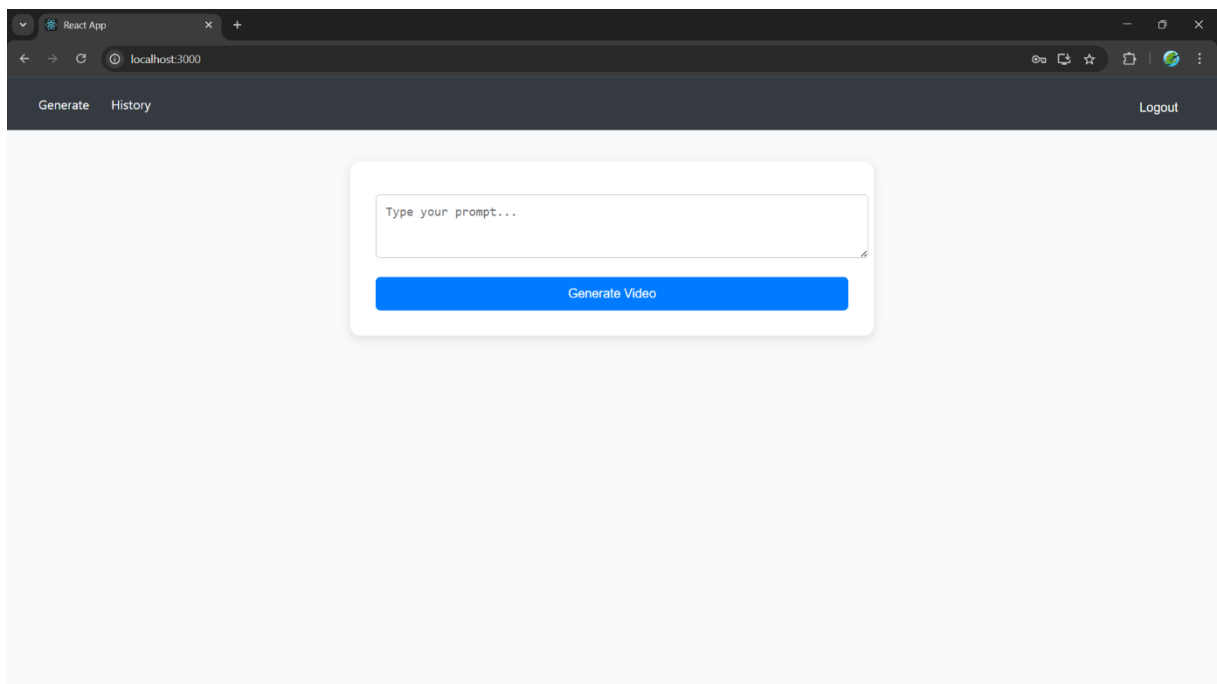 React App
localhost:3000
Generate History Logout
Type your prompt...
Generate Video